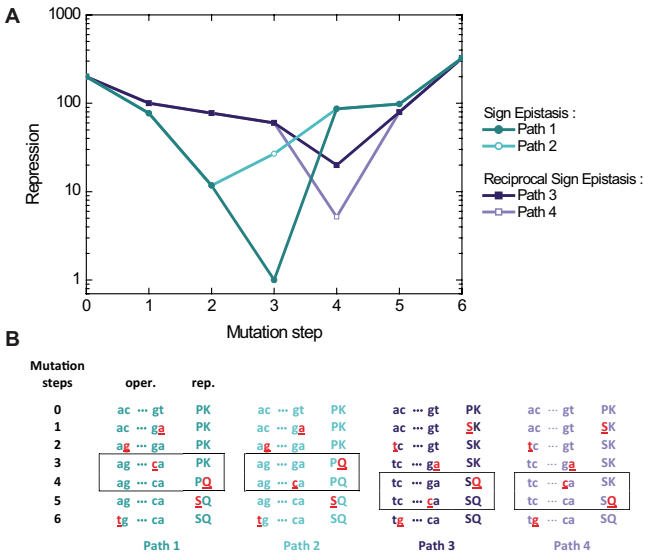 A
1000
100
10
1
Repression
0 1 2 3 4 5 6
Mutation step
Sign Epistasis :
Path 1
Path 2
Reciprocal Sign Epistasis :
Path 3
Path 4
B
Mutation
steps oper. rep.
0 ac ··· gt PK ac ··· gt PK ac ··· gt PK ac ··· gt PK
1 ac ··· ga PK ac ··· ga PK ac ··· gt SK ac ··· gt SK
2 ag ··· ga PK ag ··· ga PK tc ··· gt SK tc ··· gt SK
3 ag ··· ca PK ag ··· ga PQ tc ··· ga SK tc ··· ga SK
4 ag ··· ca PQ ag ··· ca PQ tc ··· ga SQ tc ··· ca SK
5 ag ··· ca SQ ag ··· ca SQ tc ··· ca SQ tc ··· ca SQ
6 tg ··· ca SQ tg ··· ca SQ tg ··· ca SQ tg ··· ca SQ
Path 1 Path 2 Path 3 Path 4